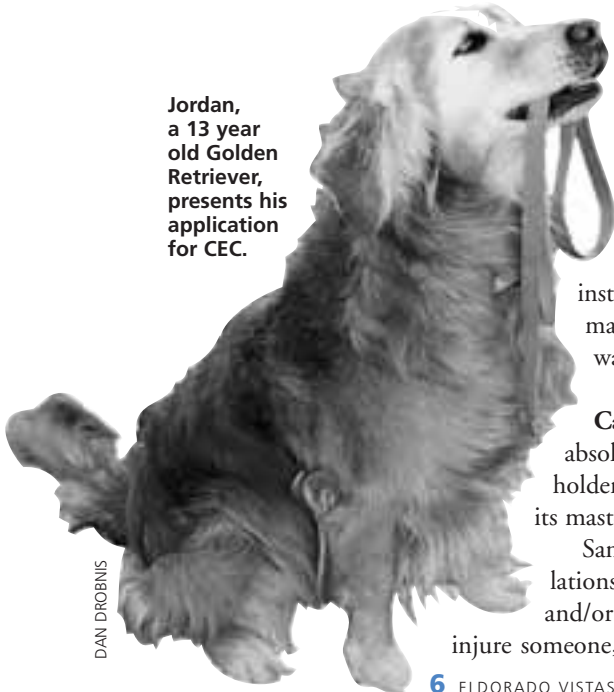 Jordan,
a 13 year
old Golden
Retriever,
presents his
application
for CEC.
inst
ma
wa
Ca
absol
holder
its mast
San
lations
and/or
injure someone,
DAN DROBNIS
6 ELDORADO VISTAS